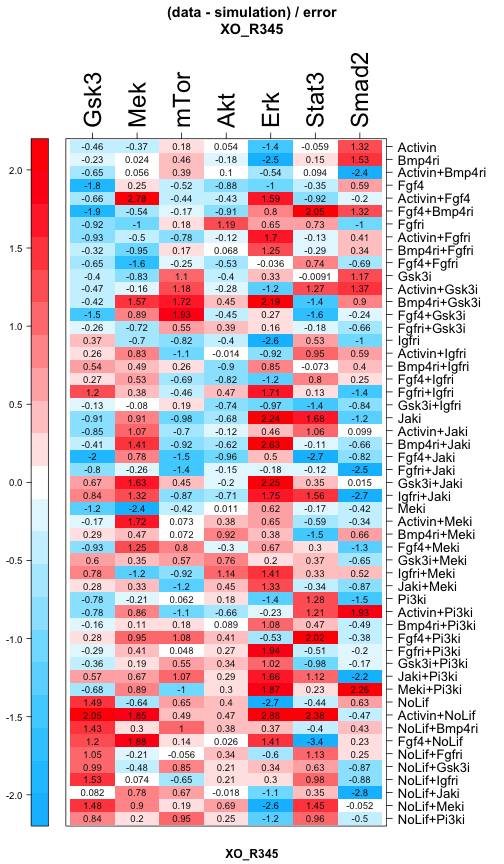 (data - simulation) / error
XO_R345
Gsk3 Mek mTor Akt Erk Stat3 Smad2
-0.46 -0.37 0.18 0.054 -1.4 -0.059 1.32 Activin
-0.23 0.024 0.46 -0.18 -2.5 0.15 1.53 Bmp4ri
-0.65 0.056 0.39 0.1 -0.54 0.094 -2.4 Activin+Bmp4ri
-1.8 0.25 -0.52 -0.88 -1 -0.35 0.59 Fgf4
-0.66 2.78 -0.44 -0.43 1.59 -0.92 -0.2 Activin+Fgf4
-1.9 -0.54 -0.17 -0.91 0.8 2.05 1.32 Fgf4+Bmp4ri
-0.92 -1 0.18 1.19 0.65 0.73 -1 Fgfri
-0.93 -0.5 -0.78 -0.12 1.7 -0.13 0.41 Activin+Fgfri
-0.32 -0.95 0.17 0.068 1.25 -0.29 0.34 Bmp4ri+Fgfri
-0.65 -1.6 -0.25 -0.53 -0.036 0.74 -0.69 Fgf4+Fgfri
-0.4 -0.83 1.1 -0.4 0.33 -0.0091 1.17 Gsk3i
-0.47 -0.16 1.18 -0.28 -1.2 1.27 1.37 Activin+Gsk3i
-0.42 1.57 1.72 0.45 2.19 -1.4 0.9 Bmp4ri+Gsk3i
-1.5 0.89 1.93 -0.45 0.27 -1.6 -0.24 Fgf4+Gsk3i
-0.26 -0.72 0.55 0.39 0.16 -0.18 -0.66 Fgfri+Gsk3i
0.37 -0.7 -0.82 -0.4 -2.6 0.53 -1 Igfri
0.26 0.83 -1.1 -0.014 -0.92 0.95 0.59 Activin+Igfri
0.54 0.49 0.26 -0.9 0.85 -0.073 0.4 Bmp4ri+Igfri
0.27 0.53 -0.69 -0.82 -1.2 0.8 0.25 Fgf4+Igfri
1.2 0.38 -0.46 0.47 1.71 0.13 -1.4 Fgfri+Igfri
-0.13 -0.08 0.19 -0.74 -0.97 -1.4 -0.84 Gsk3i+Igfri
-0.91 0.91 -0.98 -0.68 2.24 1.68 -1.2 Jaki
-0.85 1.07 -0.7 -0.12 0.46 1.06 0.099 Activin+Jaki
-0.41 1.41 -0.92 -0.62 2.63 -0.11 -0.66 Bmp4ri+Jaki
-2 0.78 -1.5 -0.96 0.5 -2.7 -0.82 Fgf4+Jaki
-0.8 -0.26 -1.4 -0.15 -0.18 -0.12 -2.5 Fgfri+Jaki
0.67 1.63 0.45 -0.2 2.25 0.35 0.015 Gsk3i+Jaki
0.84 1.32 -0.87 -0.71 1.75 1.56 -2.7 Igfri+Jaki
-1.2 -2.4 -0.42 0.011 0.62 -0.17 -0.42 Meki
-0.17 1.72 0.073 0.38 0.65 -0.59 -0.34 Activin+Meki
0.29 0.47 0.072 0.92 0.38 -1.5 0.66 Bmp4ri+Meki
-0.93 1.25 0.8 -0.3 0.67 0.3 -1.3 Fgf4+Meki
0.6 0.35 0.57 0.76 0.2 0.37 -0.65 Gsk3i+Meki
0.78 -1.2 -0.92 1.14 1.41 0.33 0.52 Igfri+Meki
0.28 0.33 -1.2 0.45 1.33 -0.34 -0.87 Jaki+Meki
-0.78 -0.21 0.062 0.18 -1.4 1.28 -1.5 Pi3ki
-0.78 0.86 -1.1 -0.66 -0.23 1.21 1.93 Activin+Pi3ki
-0.16 0.11 0.18 0.089 1.08 0.47 -0.49 Bmp4ri+Pi3ki
0.28 0.95 1.08 0.41 -0.53 2.02 -0.38 Fgf4+Pi3ki
-0.29 0.41 0.048 0.27 1.94 -0.51 -0.2 Fgfri+Pi3ki
-0.36 0.19 0.55 0.34 1.02 -0.98 -0.17 Gsk3i+Pi3ki
0.57 0.67 1.07 0.29 1.66 1.12 -2.2 Jaki+Pi3ki
-0.68 0.89 -1 0.3 1.87 0.23 2.26 Meki+Pi3ki
1.49 -0.64 0.65 0.4 -2.7 -0.44 0.63 NoLif
2.05 1.85 0.49 0.47 2.88 2.38 -0.47 Activin+NoLif
1.43 0.3 1 0.38 0.37 -0.4 0.43 NoLif+Bmp4ri
1.2 1.68 0.14 0.026 1.41 -3.4 0.23 Fgf4+NoLif
1.05 -0.21 -0.056 0.34 -0.6 1.13 0.25 NoLif+Fgfri
0.99 -0.48 0.85 0.21 0.34 0.63 -0.87 NoLif+Gsk3i
1.53 0.074 -0.65 0.21 0.3 0.98 -0.88 NoLif+Igfri
0.082 0.78 0.67 -0.018 -1.1 0.35 -2.8 NoLif+Jaki
1.48 0.9 0.19 0.69 -2.6 1.45 -0.052 NoLif+Meki
0.84 0.2 0.95 0.25 -1.2 0.96 -0.5 NoLif+Pi3ki
2.0
1.5
1.0
0.5
0.0
-0.5
-1.0
-1.5
-2.0
XO_R345